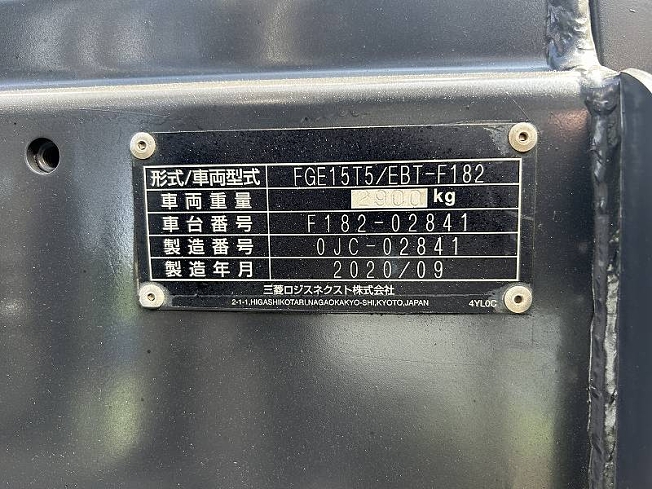 形式/車両型式 FGE15T5/EBT-F182
車両重量 2900 kg
車台番号 F182-02841
製造番号 0JC-02841
製造年月 2020/09
三菱ロジスネクスト株式会社
2-1-1,HIGASHIKOTARI,NAGAOKAKYO-SHI,KYOTO,JAPAN 4YL0C